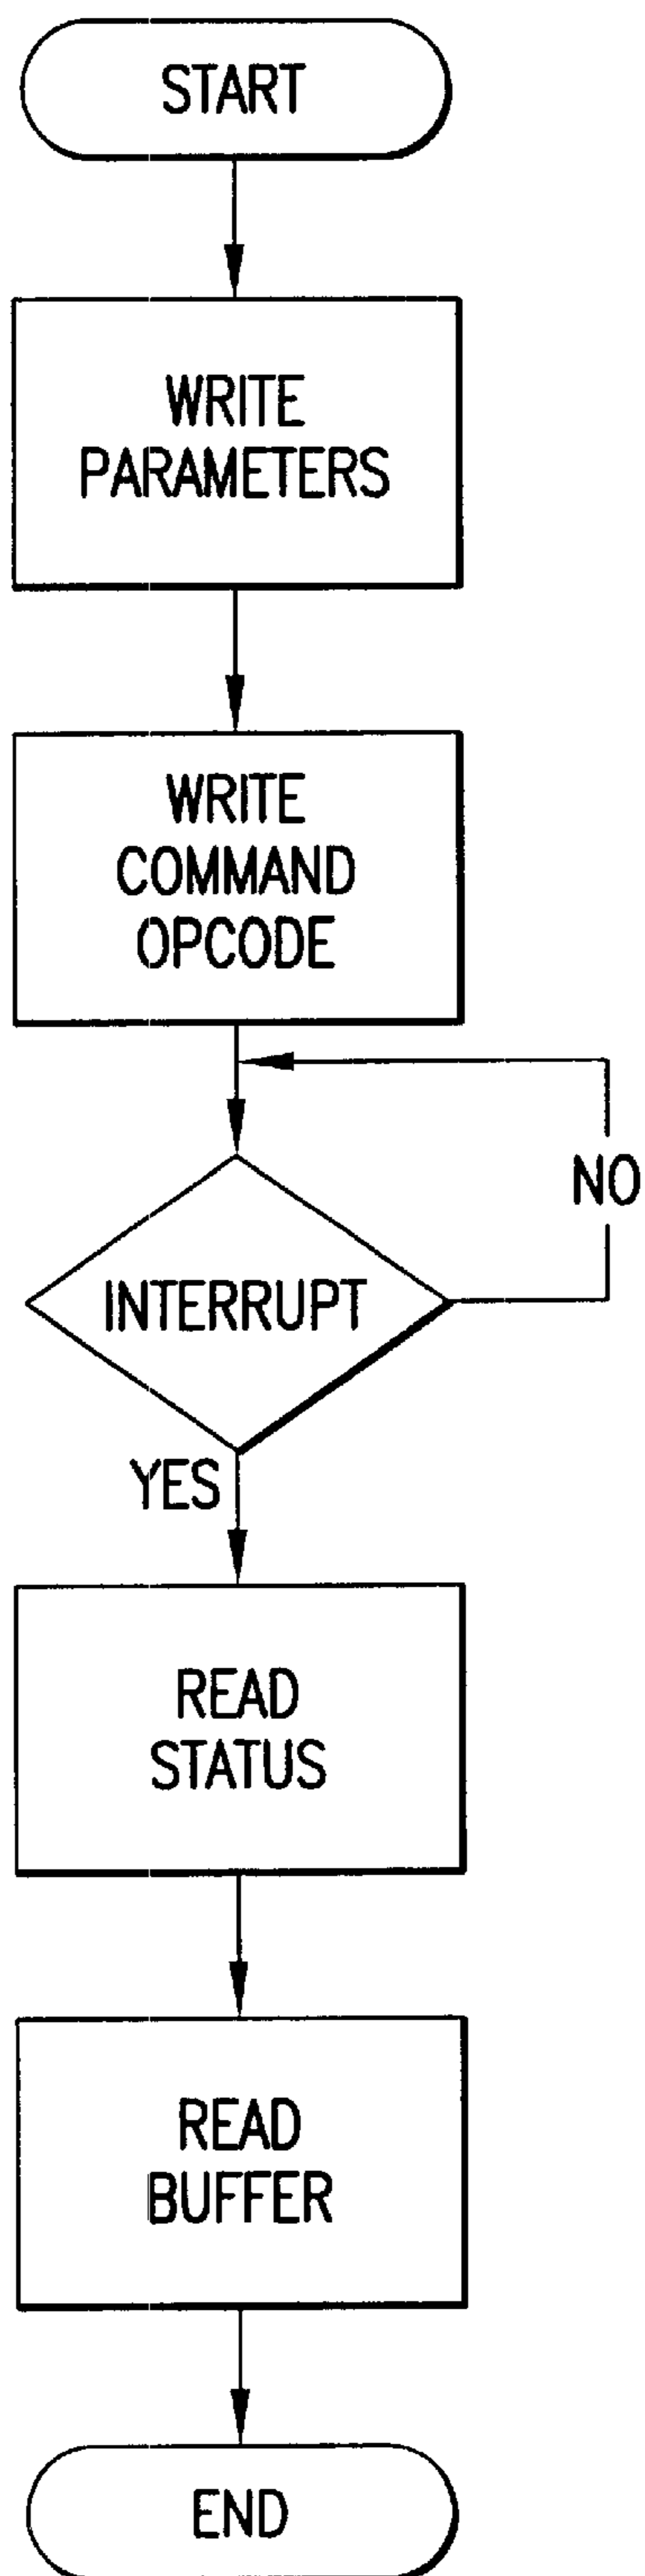 START
WRITE
PARAMETERS
WRITE
COMMAND
OPCODE
NO
INTERRUPT
YES
READ
STATUS
READ
BUFFER
END